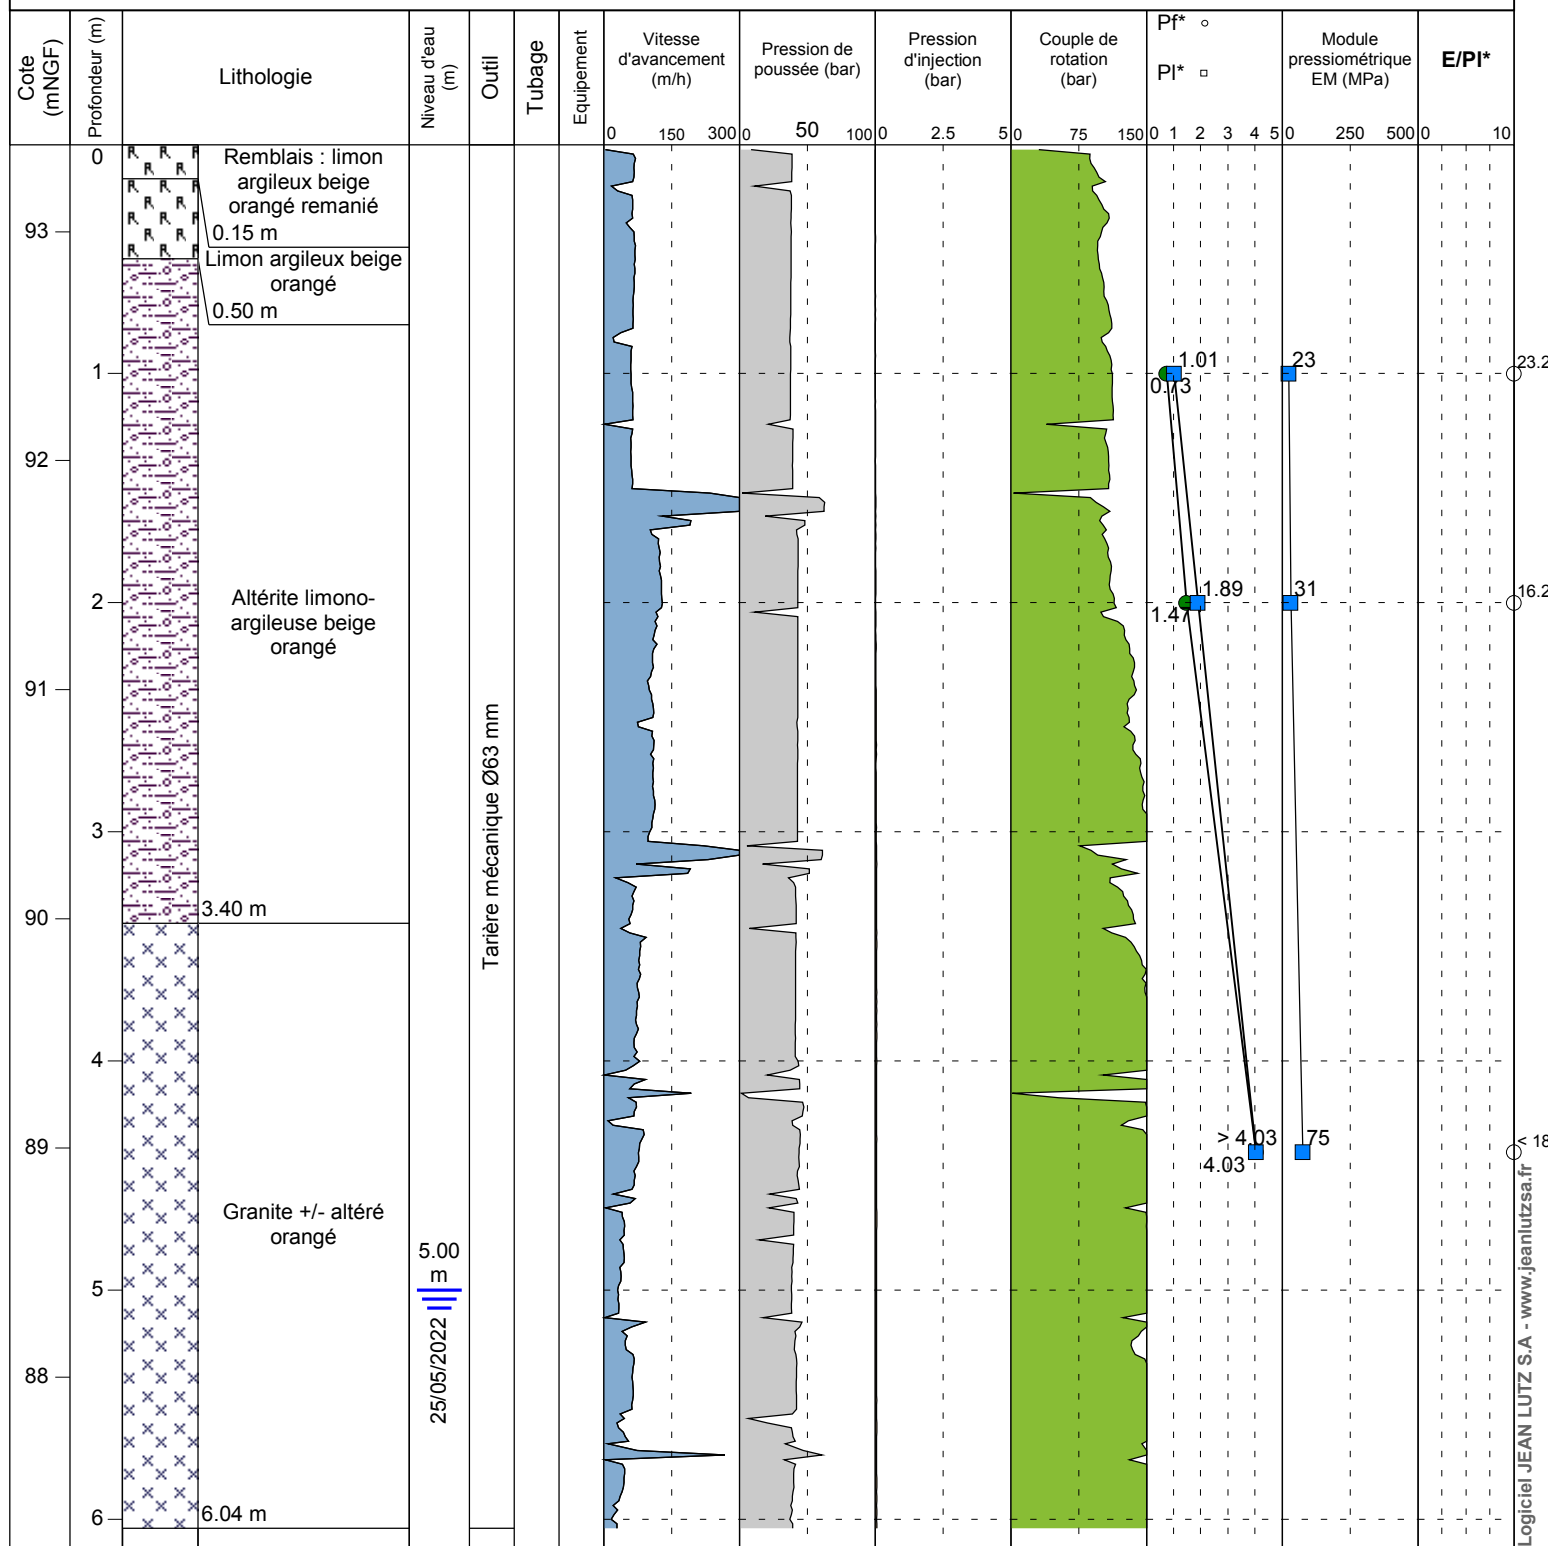 Cote
(mNGF)
Profondeur (m)
Lithologie
Niveau d'eau
(m)
Outil
Tubage
Equipement
Vitesse
d'avancement
(m/h)
Pression de
poussée (bar)
Pression
d'injection
(bar)
Couple de
rotation
(bar)
Pf*
Pl*
Module
pressiométrique
EM (MPa)
E/Pl*
0 150 300
0 50 100
0 2.5 5
0 75 150
0 1 2 3 4 5
0 250 500
0 10
0
Remblais : limon
argileux beige
orangé remanié
0.15 m
93
Limon argileux beige
orangé
0.50 m
1
1.01
0.73
23
23.2
92
2
Altérite limono-
argileuse beige
orangé
1.89
1.47
31
16.2
91
Tarière mécanique Ø63 mm
3
90
3.40 m
4
89
> 4.03
4.03
75
< 18
Granite +/- altéré
orangé
5.00
m
5
25/05/2022
88
6.04 m
6
Logiciel JEAN LUTZ S.A - www.jeanlutzsa.fr